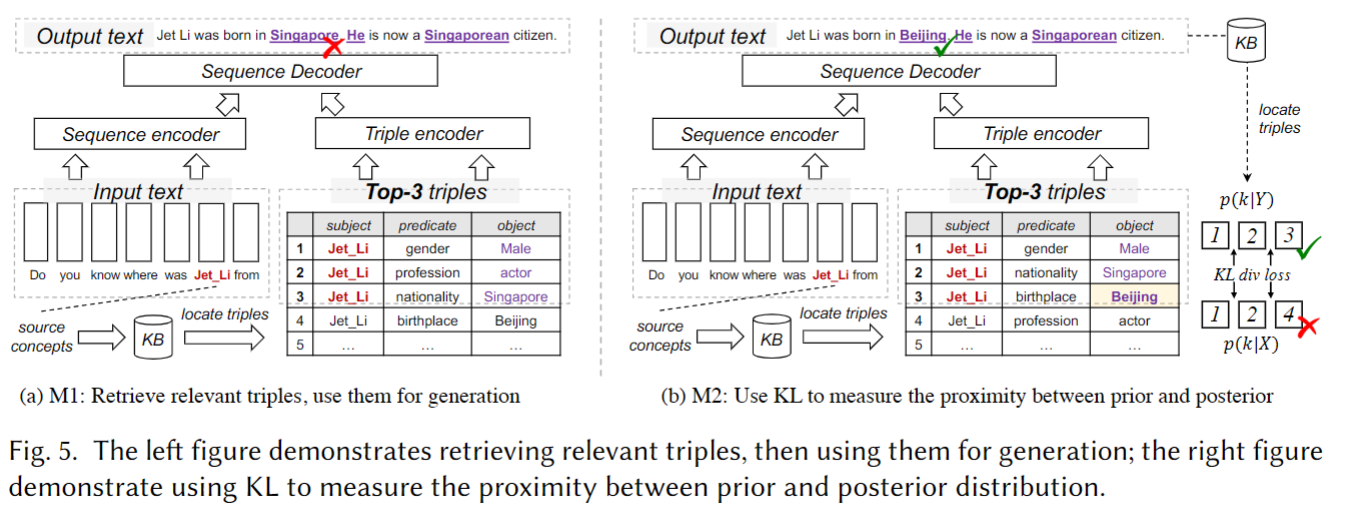 Output text Jet Li was born in Singapore. He is now a Singaporean citizen.
Sequence Decoder
Sequence encoder
Triple encoder
Input text
Do you know where was Jet_Li from
Top-3 triples
subject predicate object
1 Jet_Li gender Male
2 Jet_Li profession actor
3 Jet_Li nationality Singapore
4 Jet_Li birthplace Beijing
5 ... ... ...
source concepts
KB
locate triples
(a) M1: Retrieve relevant triples, use them for generation
Output text Jet Li was born in Beijing. He is now a Singaporean citizen.
Sequence Decoder
Sequence encoder
Triple encoder
Input text
Do you know where was Jet_Li from
Top-3 triples
subject predicate object
1 Jet_Li gender Male
2 Jet_Li nationality Singapore
3 Jet_Li birthplace Beijing
4 Jet_Li profession actor
5 ... ... ...
source concepts
KB
locate triples
KB
locate
triples
p(k|Y)
1 2 3
KL div loss
1 2 4
p(k|X)
(b) M2: Use KL to measure the proximity between prior and posterior
Fig. 5. The left figure demonstrates retrieving relevant triples, then using them for generation; the right figure
demonstrate using KL to measure the proximity between prior and posterior distribution.